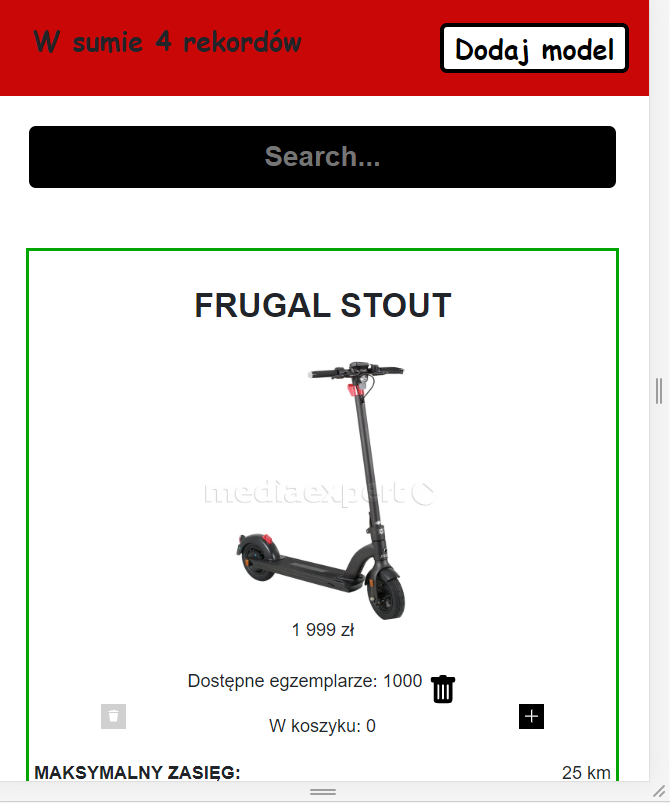 W sumie 4 rekordów
Dodaj model
Search...
FRUGAL STOUT
mediaexpert
1 999 zł
Dostępne egzemplarze: 1000
W koszyku: 0
MAKSYMALNY ZASIĘG: 25 km